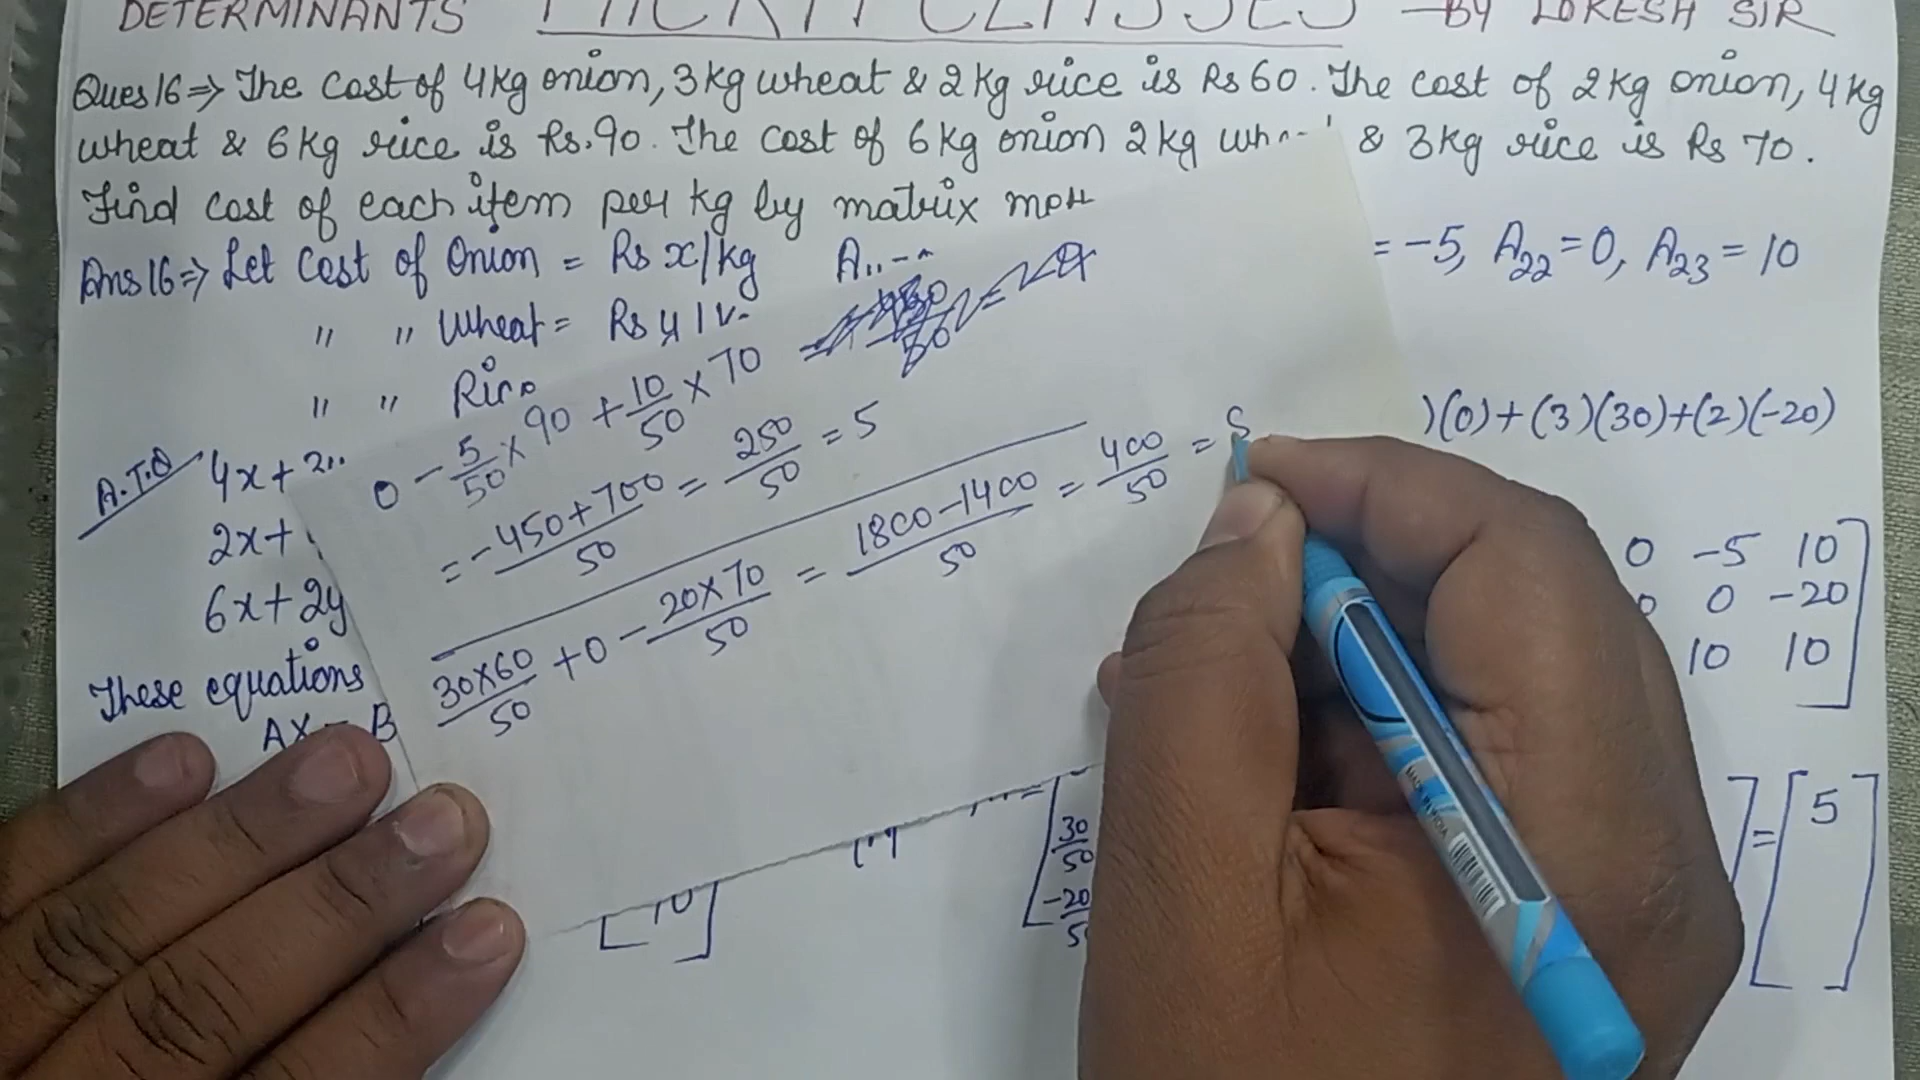 DETERMINANTS CLASSES - BY LOKESH SIR
Ques 16 ⇒ The cost of 4 kg onion, 3 kg wheat & 2 kg rice is Rs 60. The cost of 2 kg onion, 4 kg
wheat & 6 kg rice is Rs. 90. The cost of 6 kg onion 2 kg & 3 kg rice is Rs 70.
Find cost of each item per kg by matrix
Ans 16 ⇒ Let Cost of Onion = Rs x/kg
= -5, A22 = 0, A23 = 10
" " Wheat = Rs y/
" "
A.T.Q 4x +
2x +
6x + 2y
These equations
AX = B
0 - 5/50 × 90 + 10/50 × 70
= -450 + 700/50 = 250/50 = 5
30×60/50 + 0 - 20×70/50 = 1800 - 1400/50 = 400/50 =
)(0) + (3)(30) + (2)(-20)
0 -5 10
0 -20
10 10
30/50
-20/5
] = [5]